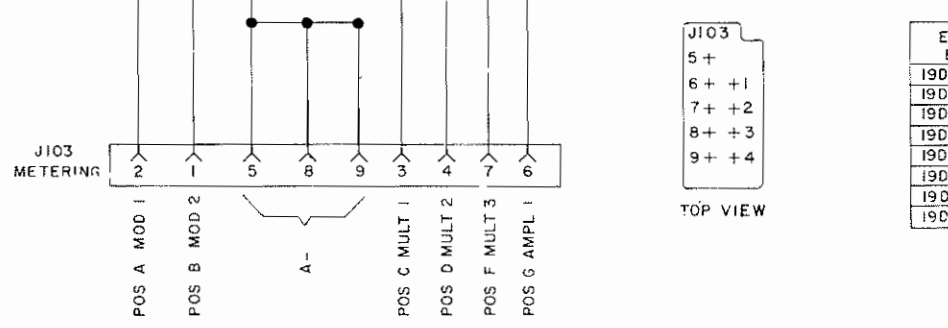 J103
METERING
2 1 5 8 9 3 4 7 6
POS A MOD 1
POS B MOD 2
A-
POS C MULT 1
POS D MULT 2
POS F MULT 3
POS G AMPL 1
J103
5 +
6 + + 1
7 + + 2
8 + + 3
9 + + 4
TOP VIEW
E
19D
19D
19D
19D
19D
19D
19D
19D